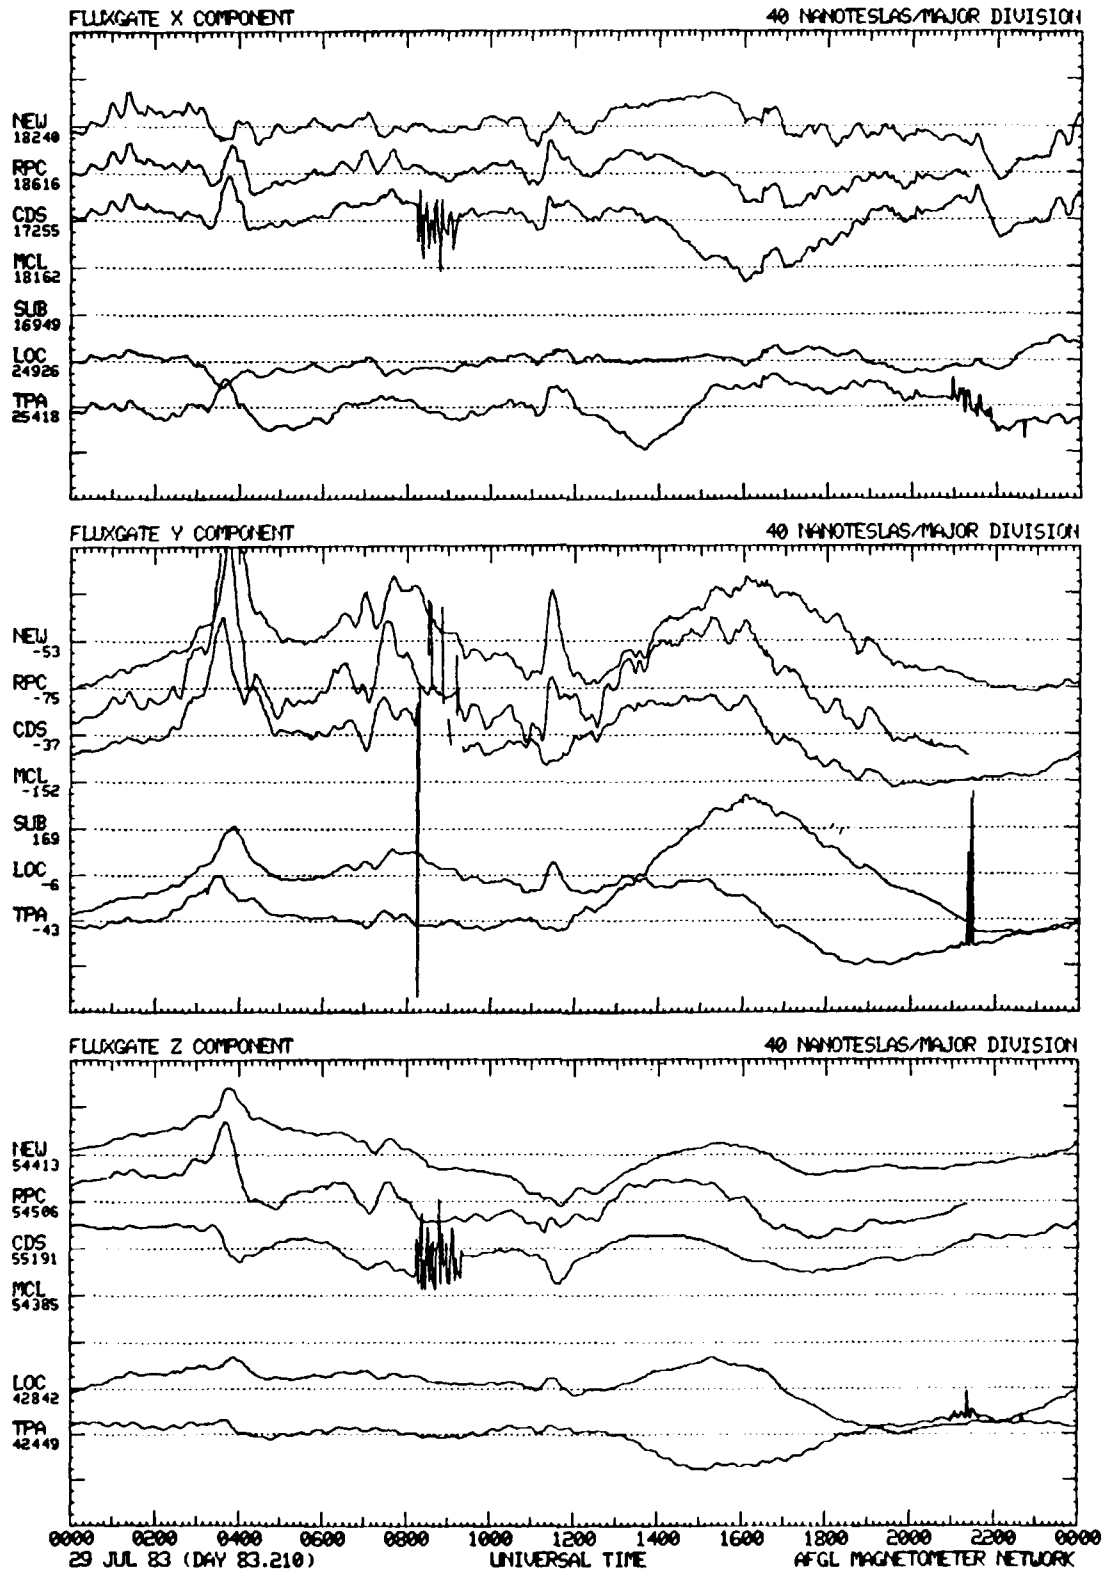 FLUXGATE X COMPONENT 40 NANOTESLAS/MAJOR DIVISION
NEW
18240
RPC
18616
CDS
17255
MCL
18162
SUB
16949
LOC
24926
TPA
25418
FLUXGATE Y COMPONENT 40 NANOTESLAS/MAJOR DIVISION
NEW
-53
RPC
-75
CDS
-37
MCL
-152
SUB
169
LOC
-6
TPA
-43
FLUXGATE Z COMPONENT 40 NANOTESLAS/MAJOR DIVISION
NEW
54413
RPC
54506
CDS
55191
MCL
54385
LOC
42842
TPA
42449
0000 0200 0400 0600 0800 1000 1200 1400 1600 1800 2000 2200 0000
29 JUL 83 (DAY 83.210) UNIVERSAL TIME AFGL MAGNETOMETER NETWORK